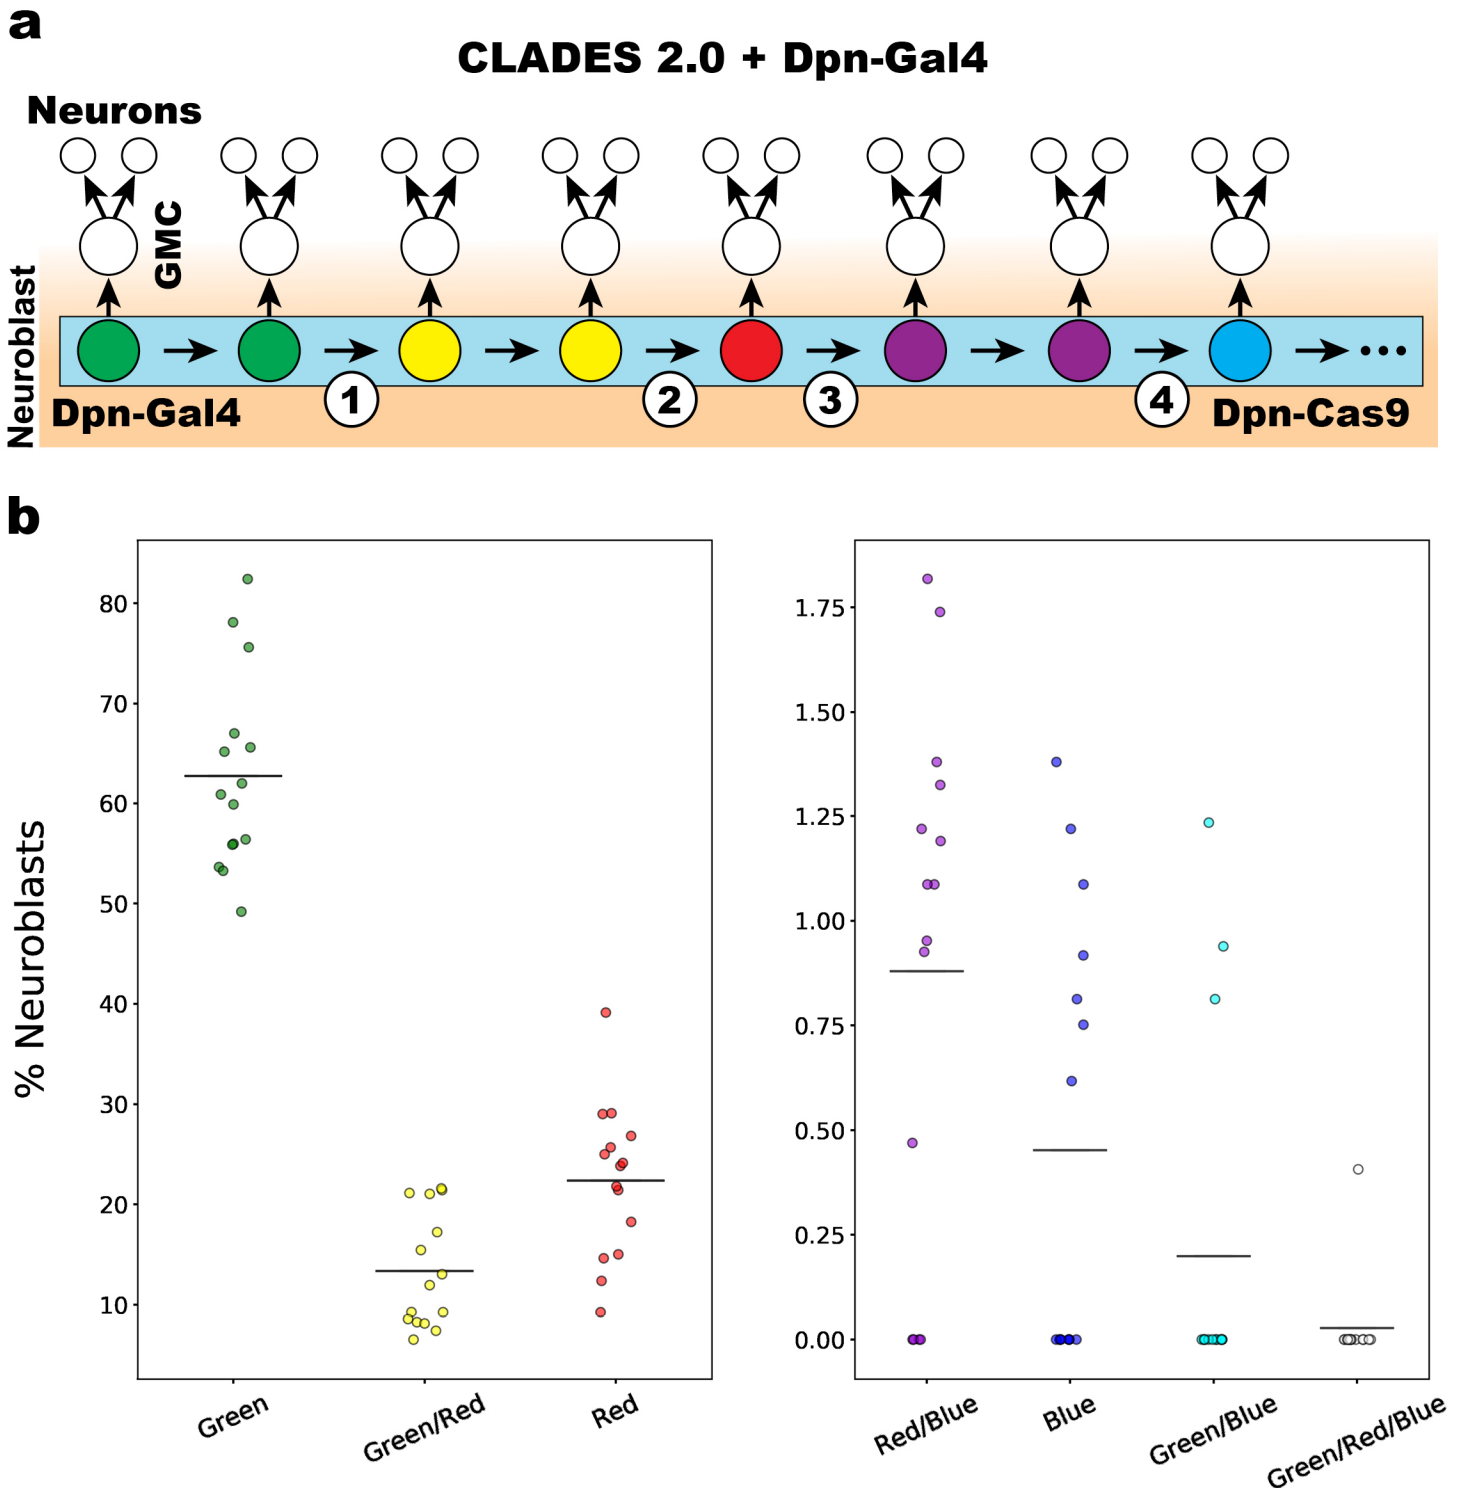 a
CLADES 2.0 + Dpn-Gal4
Neurons
GMC
Neuroblast
1
2
3
4
Dpn-Gal4
Dpn-Cas9
b
% Neuroblasts
80
70
60
50
40
30
20
10
Green
Green/Red
Red
1.75
1.50
1.25
1.00
0.75
0.50
0.25
0.00
Red/Blue
Blue
Green/Blue
Green/Red/Blue